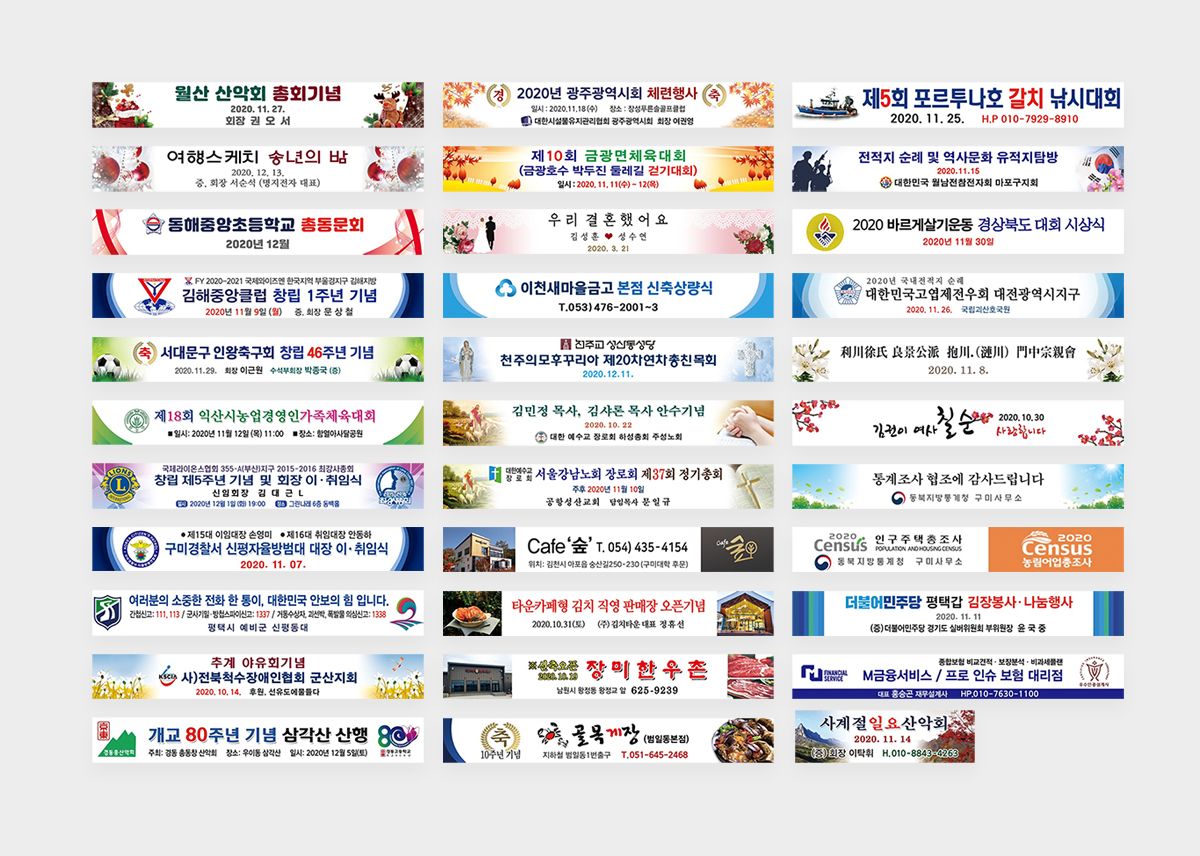 월산 산악회 총회기념
2020. 11. 27.
회장 권 오 서
여행스케치 송년의 밤
2020. 12. 13.
중. 회장 서순석 (명지전자 대표)
동해중앙초등학교 총동문회
2020년 12월
FY 2020-2021 국제와이즈멘 한국지역 부울경지구 김해지방
김해중앙클럽 창립 1주년 기념
2020년 11월 9일 (월) 증, 회장 문 상 철
축 서대문구 인왕축구회 창립 46주년 기념
2020.11.29. 회장 이근원 수석부회장 박종국 (증)
제18회 익산시농업경영인가족체육대회
■일시: 2020년 11월 12일(목) 11:00 ■장소: 함열아사달공원
국제라이온스협회 355-A(부산)지구 2015-2016 최강사종회
LIONS L
창립 제5주년 기념 및 회장 이·취임식
신임회장 김 대 근 L
일시 2020년 12월 1일(화) 19:00 장소 그린나래 6층 동백홀
●제15대 이임대장 손영미 ●제16대 취임대장 안동하
구미경찰서 신평자율방범대 대장 이·취임식
2020. 11. 07.
여러분의 소중한 전화 한 통이, 대한민국 안보의 힘 입니다.
간첩신고: 111, 113 / 군사기밀·방첩스파이신고: 1337 / 거동수상자, 괴선박, 폭발물 의심신고: 1338
평택시 예비군 신평동대
추계 야유회기념
KSCIA 사)전북척수장애인협회 군산지회
2020. 10. 14. 후원. 선유도에물들다
경동총산악회
개교 80주년 기념 삼각산 산행
주최: 경동 총동창 산악회 장소: 우이동 삼각산 일시: 2020년 12월 5일(토)
경 2020년 광주광역시회 체련행사 축
일시 : 2020.11.18 (수) 장소 : 장성푸른솔골프클럽
대한시설물유지관리협회 광주광역시회 회장 여권영
제10회 금광면체육대회
(금광호수 박두진 둘레길 걷기대회)
일시 : 2020. 11. 11(수) ~ 12(목)
우리 결혼했어요
김성훈 ♥ 성수연
2020. 3. 21
이천새마을금고 본점 신축상량식
T.053)476-2001~3
천주교 성신동성당
천주의모후꾸리아 제20차연차총친목회
2020.12.11.
김민정 목사, 김샤론 목사 안수기념
2020. 10. 22
대한 예수교 장로회 하성총회 주성노회
대한예수교장로회 서울강남노회 장로회 제37회 정기총회
주후 2020년 11월 10일
공항성산교회 담임목사 문일규
Cafe '숲' T. 054) 435-4154
위치: 김천시 아포읍 숭산길250-230 (구미대학 후문)
Cafe 숲
타운카페형 김치 직영 판매장 오픈기념
2020.10.31(토) (주)김치타운 대표 정휴선
※신축오픈 2020.10.19 장미한우촌
남원시 왕정동 왕정교 앞 625-9239
축 10주년 기념
골목게장 (범일동본점)
지하철 범일동1번출구 T.051-645-2468
제5회 포르투나호 갈치 낚시대회
2020. 11. 25. H.P 010-7929-8910
전적지 순례 및 역사문화 유적지탐방
2020.11.15
대한민국 월남전참전자회 마포구지회
2020 바르게살기운동 경상북도 대회 시상식
2020년 11월 30일
2020년 국내전적지 순례
대한민국고엽제전우회 대전광역시지구
2020. 11. 26. 국립괴산호국원
利川徐氏 良景公派 抱川.(漣川) 門中宗親會
2020. 11. 8.
김권이 여사 칠순 2020, 10.30
사랑합니다
통계조사 협조에 감사드립니다
동북지방통계청 구미사무소
2020 Census 인구주택총조사
POPULATION AND HOUSING CENSUS
동북지방통계청 구미사무소
2020 Census
농림어업총조사
더불어민주당 평택갑 김장봉사·나눔행사
2020. 11. 11
(증)더불어민주당 경기도 실버위원회 부위원장 윤 국 중
종합보험 비교견적 · 보장분석 · 비과세플랜
FINANCIAL SERVICE M금융서비스 / 프로 인슈 보험 대리점
우수인증설계사
대표 홍승곤 재무설계사 HP.010-7630-1100
사계절일요산악회
2020. 11. 14
(증) 회장 이탁휘 H.010-8843-4263